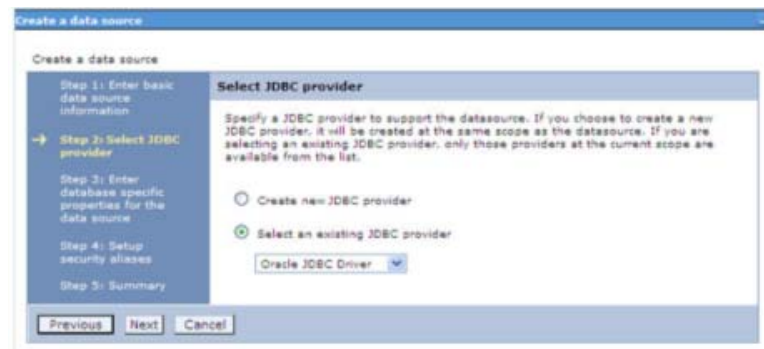 Create a data source
Create a data source
Step 1: Enter basic
data source
information
Step 2: Select JDBC
provider
Step 3: Enter
database specific
properties for the
data source
Step 4: Setup
security aliases
Step 5: Summary
Select JDBC provider
Specify a JDBC provider to support the datasource. If you choose to create a new
JDBC provider, it will be created at the same scope as the datasource. If you are
selecting an existing JDBC provider, only those providers at the current scope are
available from the list.
Create new JDBC provider
Select an existing JDBC provider
Oracle JDBC Driver
Previous Next Cancel